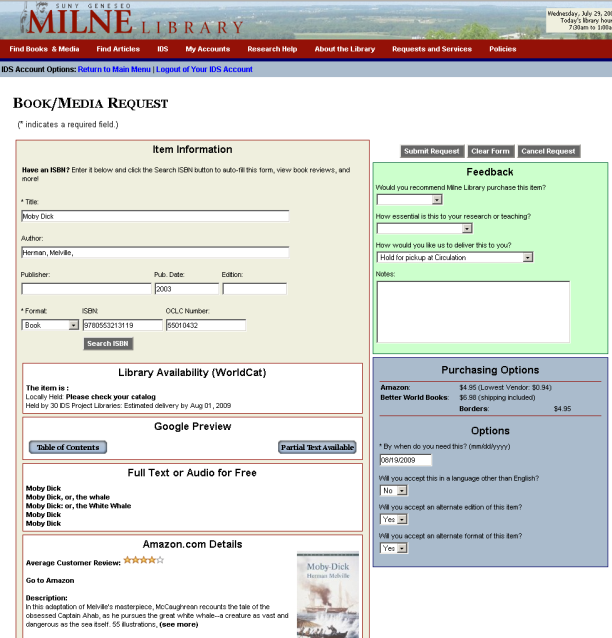 SUNY GENESEO
MILNE LIBRARY
Wednesday, July 29, 200
Today's library hour
7:30am to 1:00a
Find Books & Media Find Articles IDS My Accounts Research Help About the Library Requests and Services Policies
IDS Account Options: Return to Main Menu | Logout of Your IDS Account
BOOK/MEDIA REQUEST
(* indicates a required field.)
Item Information
Have an ISBN? Enter it below and click the Search ISBN button to auto-fill this form, view book reviews, and
more!
* Title:
Moby Dick
Author:
Herman, Melville,
Publisher: Pub. Date: Edition:
2003
* Format: ISBN: OCLC Number:
Book 9780553213119 55010432
Search ISBN
Library Availability (WorldCat)
The item is :
Locally Held: Please check your catalog
Held by 30 IDS Project Libraries: Estimated delivery by Aug 01, 2009
Google Preview
Table of Contents Partial Text Available
Full Text or Audio for Free
Moby Dick
Moby Dick, or, the whale
Moby Dick: or, the White Whale
Moby Dick
Moby Dick
Amazon.com Details
Average Customer Review:
Go to Amazon
Description:
In this adaptation of Melville's masterpiece, McCaughrean recounts the tale of the
obsessed Captain Ahab, as he pursues the great white whale--a creature as vast and
dangerous as the sea itself. 55 illustrations, (see more)
Moby-Dick
Herman Melville
Submit Request Clear Form Cancel Request
Feedback
Would you recommend Milne Library purchase this item?
How essential is this to your research or teaching?
How would you like us to deliver this to you?
Hold for pickup at Circulation
Notes:
Purchasing Options
Amazon: $4.95 (Lowest Vendor: $0.94)
Better World Books: $6.98 (shipping included)
Borders: $4.95
Options
* By when do you need this? (mm/dd/yyyy)
08/19/2009
Will you accept this in a language other than English?
No
Will you accept an alternate edition of this item?
Yes
Will you accept an alternate format of this item?
Yes